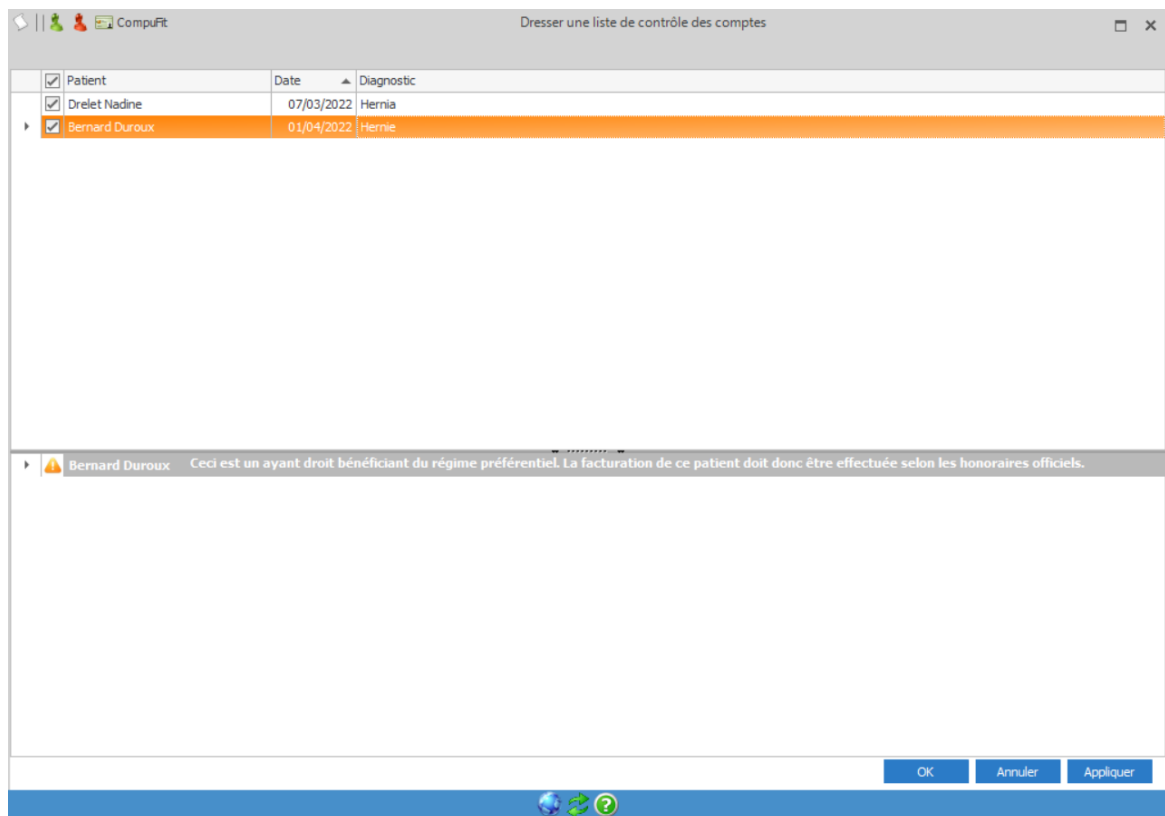 CompuFit Dresser une liste de contrôle des comptes
Patient Date Diagnostic
Drelet Nadine 07/03/2022 Hernia
Bernard Duroux 01/04/2022 Hernie
Bernard Duroux Ceci est un ayant droit bénéficiant du régime préférentiel. La facturation de ce patient doit donc être effectuée selon les honoraires officiels.
OK Annuler Appliquer